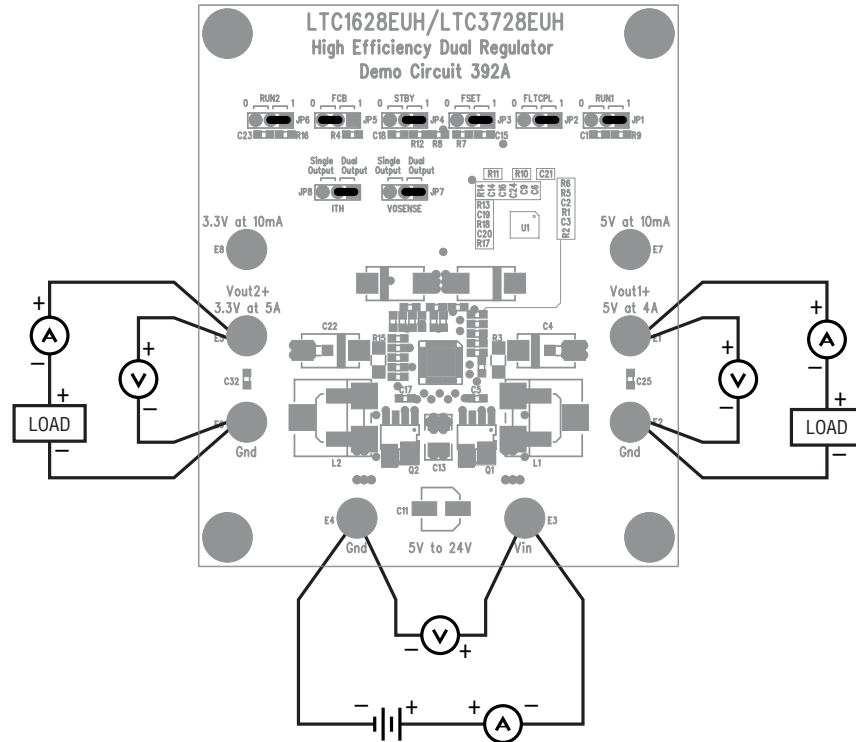 LTC1628EUH/LTC3728EUH
High Efficiency Dual Regulator
Demo Circuit 392A
RUN2 FCB STBY FSET FLTCPL RUN1
0 1 0 1 0 1 0 1 0 1 0 1
JP6 JP5 JP4 JP3 JP2 JP1
C23 R16 R4 C18 R12 R8 R7 C15 C1 R9
Single Output Dual Output Single Output Dual Output
JP8 JP7
ITH VOSENSE
R11 R10 C21
R14 C14 C16 C24 C9 C6
R13
C19
R18
C20
R17
U1
R6
R5
C2
R1
C3
R2
3.3V at 10mA
E8
5V at 10mA
E7
Vout2+
3.3V at 5A
E5
Vout1+
5V at 4A
E1
+ A − + LOAD −
+ V −
+ V −
+ A − + LOAD −
C22 R15 R3 C4
C32 C17 C5 C25
E6
Gnd
E2
Gnd
L2 Q2 C13 Q1 L1
E4 C11 E3
Gnd 5V to 24V Vin
− V +
− + + A −